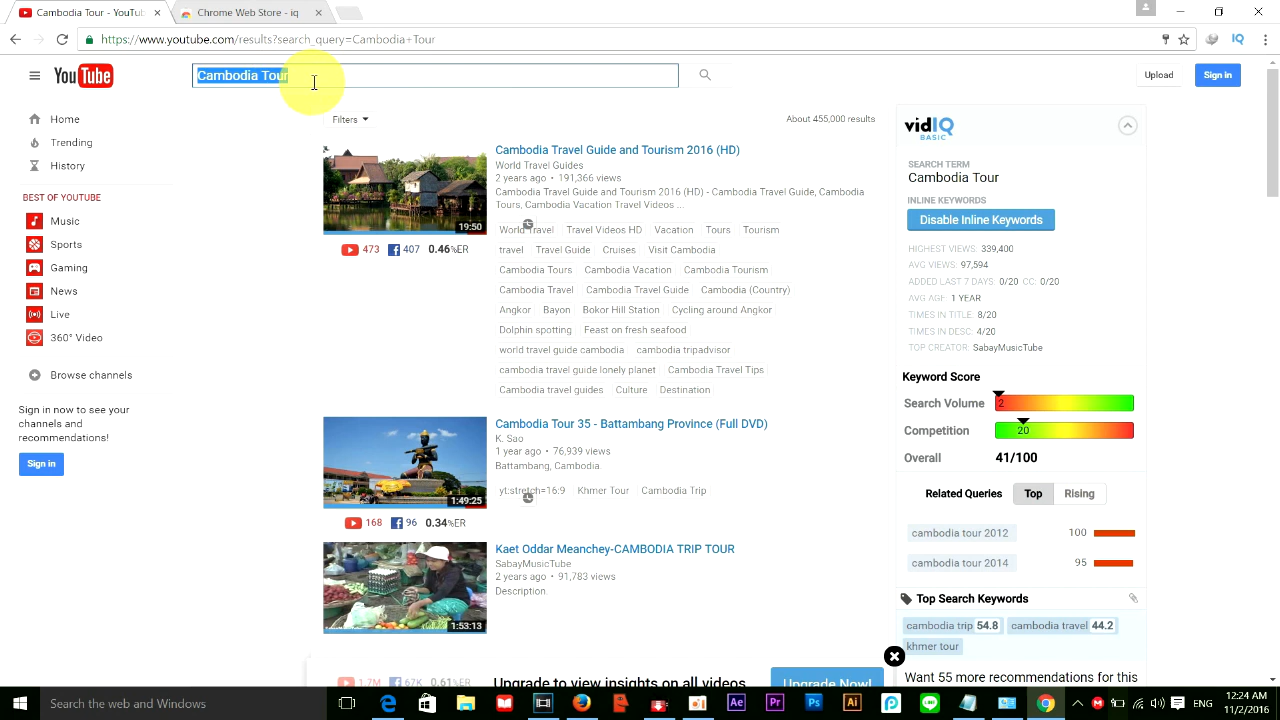 Cambodia Tour - YouTub
Chrome Web Store - iq
https://www.youtube.com/results?search_query=Cambodia+Tour
IQ
YouTube
Cambodia Tour
Upload
Sign in
Home
Trending
History
BEST OF YOUTUBE
Music
Sports
Gaming
News
Live
360° Video
Browse channels
Sign in now to see your
channels and
recommendations!
Sign in
Filters
About 455,000 results
19:50
473
407
0.46%ER
Cambodia Travel Guide and Tourism 2016 (HD)
World Travel Guides
2 years ago • 191,366 views
Cambodia Travel Guide and Tourism 2016 (HD) - Cambodia Travel Guide, Cambodia
Tours, Cambodia Vacation Travel Videos ...
World Travel Travel Videos HD Vacation Tours Tourism
travel Travel Guide Cruises Visit Cambodia
Cambodia Tours Cambodia Vacation Cambodia Tourism
Cambodia Travel Cambodia Travel Guide Cambodia (Country)
Angkor Bayon Bokor Hill Station Cycling around Angkor
Dolphin spotting Feast on fresh seafood
world travel guide cambodia cambodia tripadvisor
cambodia travel guide lonely planet Cambodia Travel Tips
Cambodia travel guides Culture Destination
1:49:25
168
96
0.34%ER
Cambodia Tour 35 - Battambang Province (Full DVD)
K. Sao
1 year ago • 76,939 views
Battambang, Cambodia.
yt:stretch=16:9 Khmer Tour Cambodia Trip
1:53:13
Kaet Oddar Meanchey-CAMBODIA TRIP TOUR
SabayMusicTube
2 years ago • 91,783 views
Description.
1.7M 67K 0.61%ER
Upgrade to view insights on all videos
Upgrade Now!
vidIQ
BASIC
SEARCH TERM
Cambodia Tour
INLINE KEYWORDS
Disable Inline Keywords
HIGHEST VIEWS: 339,400
AVG VIEWS: 97,594
ADDED LAST 7 DAYS: 0/20 CC: 0/20
AVG AGE: 1 YEAR
TIMES IN TITLE: 8/20
TIMES IN DESC: 4/20
TOP CREATOR: SabayMusicTube
Keyword Score
Search Volume 2
Competition 20
Overall 41/100
Related Queries Top Rising
cambodia tour 2012 100
cambodia tour 2014 95
Top Search Keywords
cambodia trip 54.8 cambodia travel 44.2
khmer tour
Want 55 more recommendations for this
Search the web and Windows
Ae
Pr
Ps
Ai
LINE
ENG
12:24 AM
11/2/2016